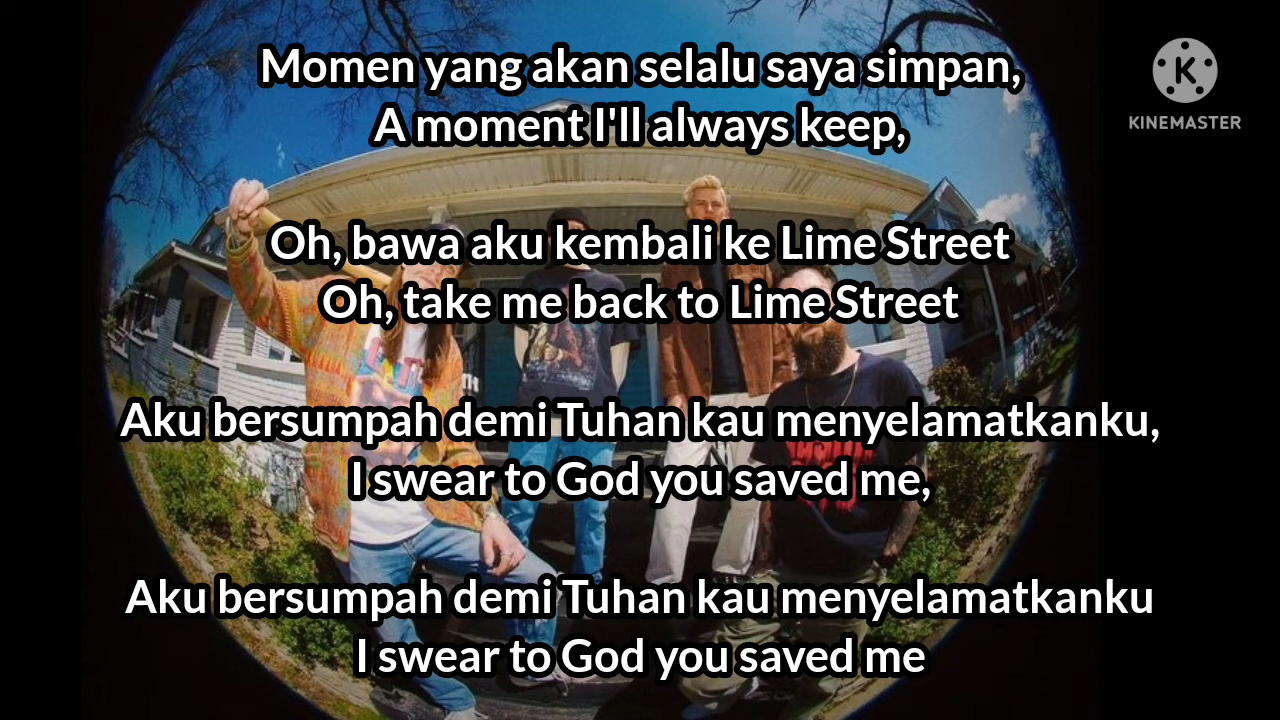 Momen yang akan selalu saya simpan,
A moment I'll always keep,
K
KINEMASTER
Oh, bawa aku kembali ke Lime Street
Oh, take me back to Lime Street
Aku bersumpah demi Tuhan kau menyelamatkanku,
I swear to God you saved me,
Aku bersumpah demi Tuhan kau menyelamatkanku
I swear to God you saved me